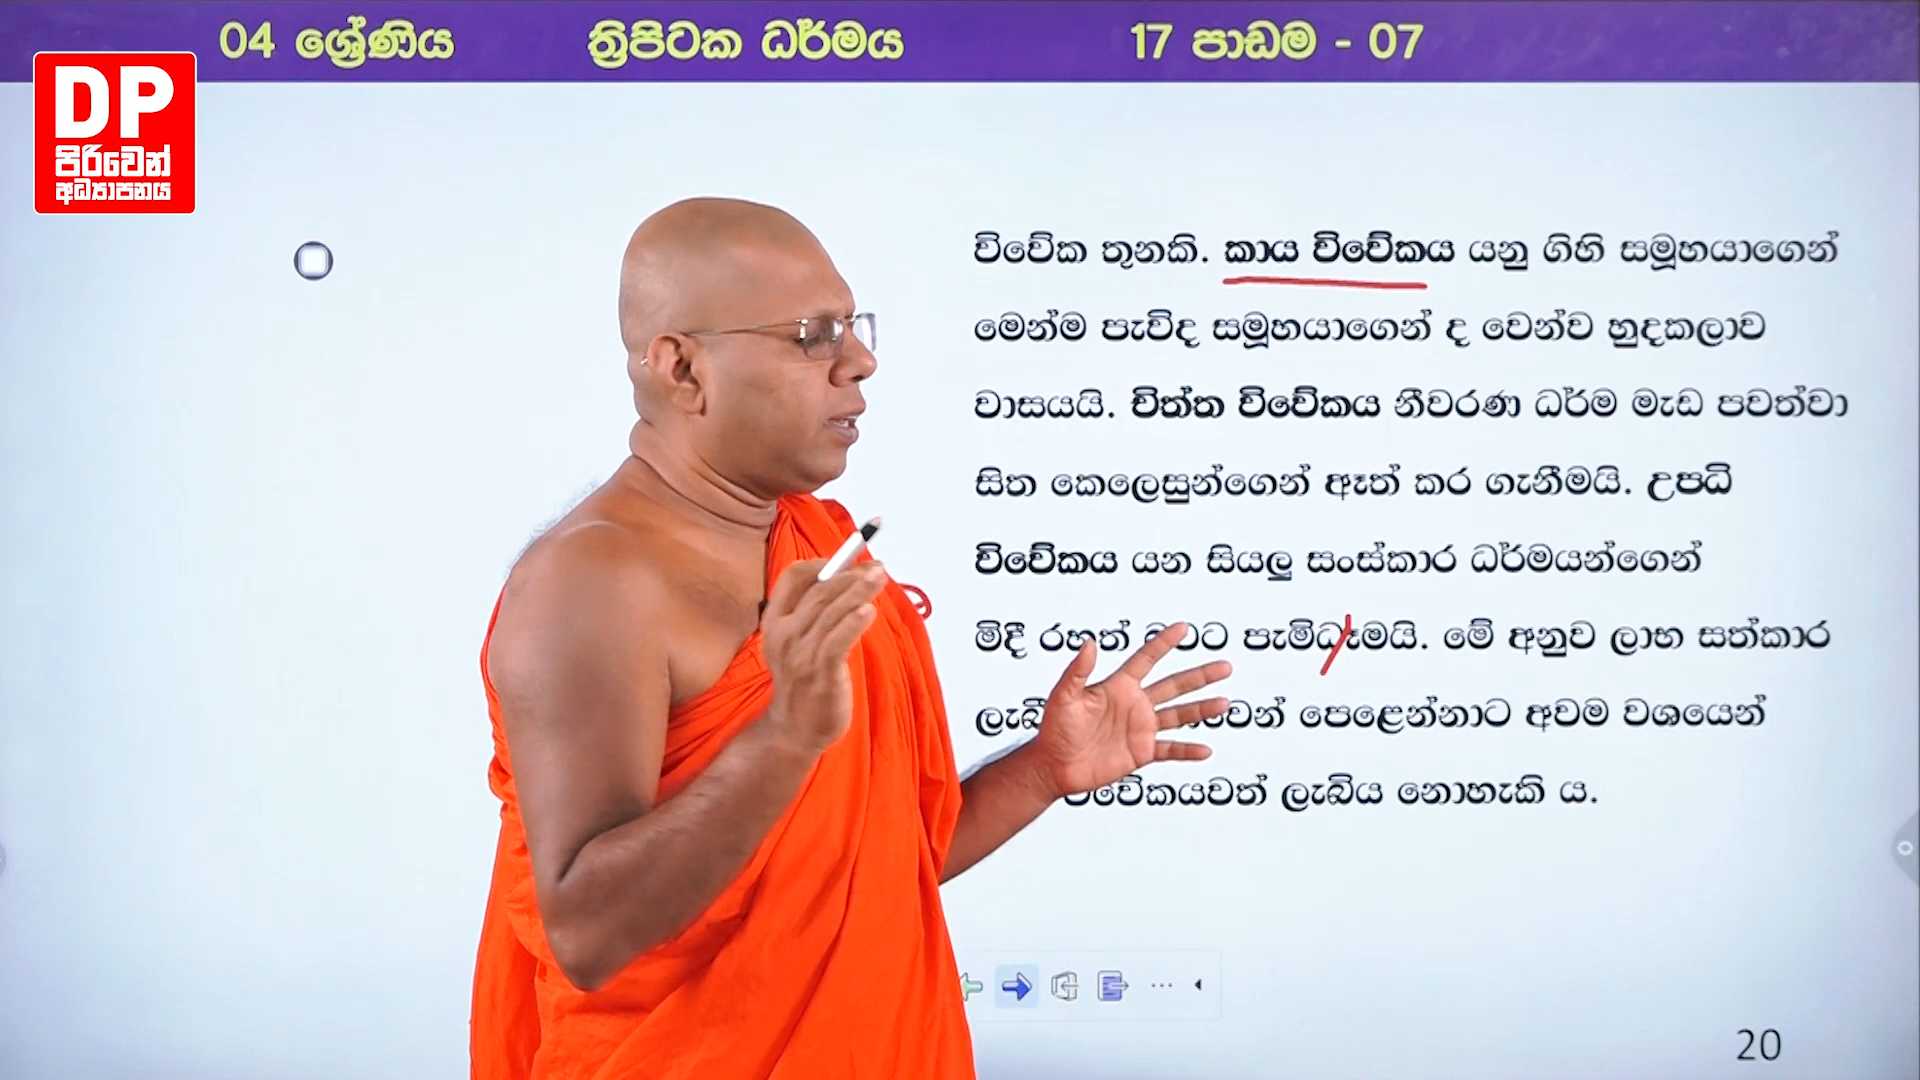 04 ශ්‍රේණිය ත්‍රිපිටක ධර්මය 17 පාඩම - 07
DP
පිරිවෙන්
අධ්‍යාපනය
විවේක තුනකි. කාය විවේකය යනු ගිහි සමූහයාගෙන්
මෙන්ම පැවිද සමූහයාගෙන් ද වෙන්ව හුදකලාව
වාසයයි. චිත්ත විවේකය නීවරණ ධර්ම මැඩ පවත්වා
සිත කෙලෙසුන්ගෙන් ඈත් කර ගැනීමයි. උපධි
විවේකය යන සියලු සංස්කාර ධර්මයන්ගෙන්
මිදී රහත් පැමිධෑමයි. මේ අනුව ලාභ සත්කාර
පෙළෙන්නාට අවම වශයෙන්
විවේකයවත් ලැබිය නොහැකි ය.
20